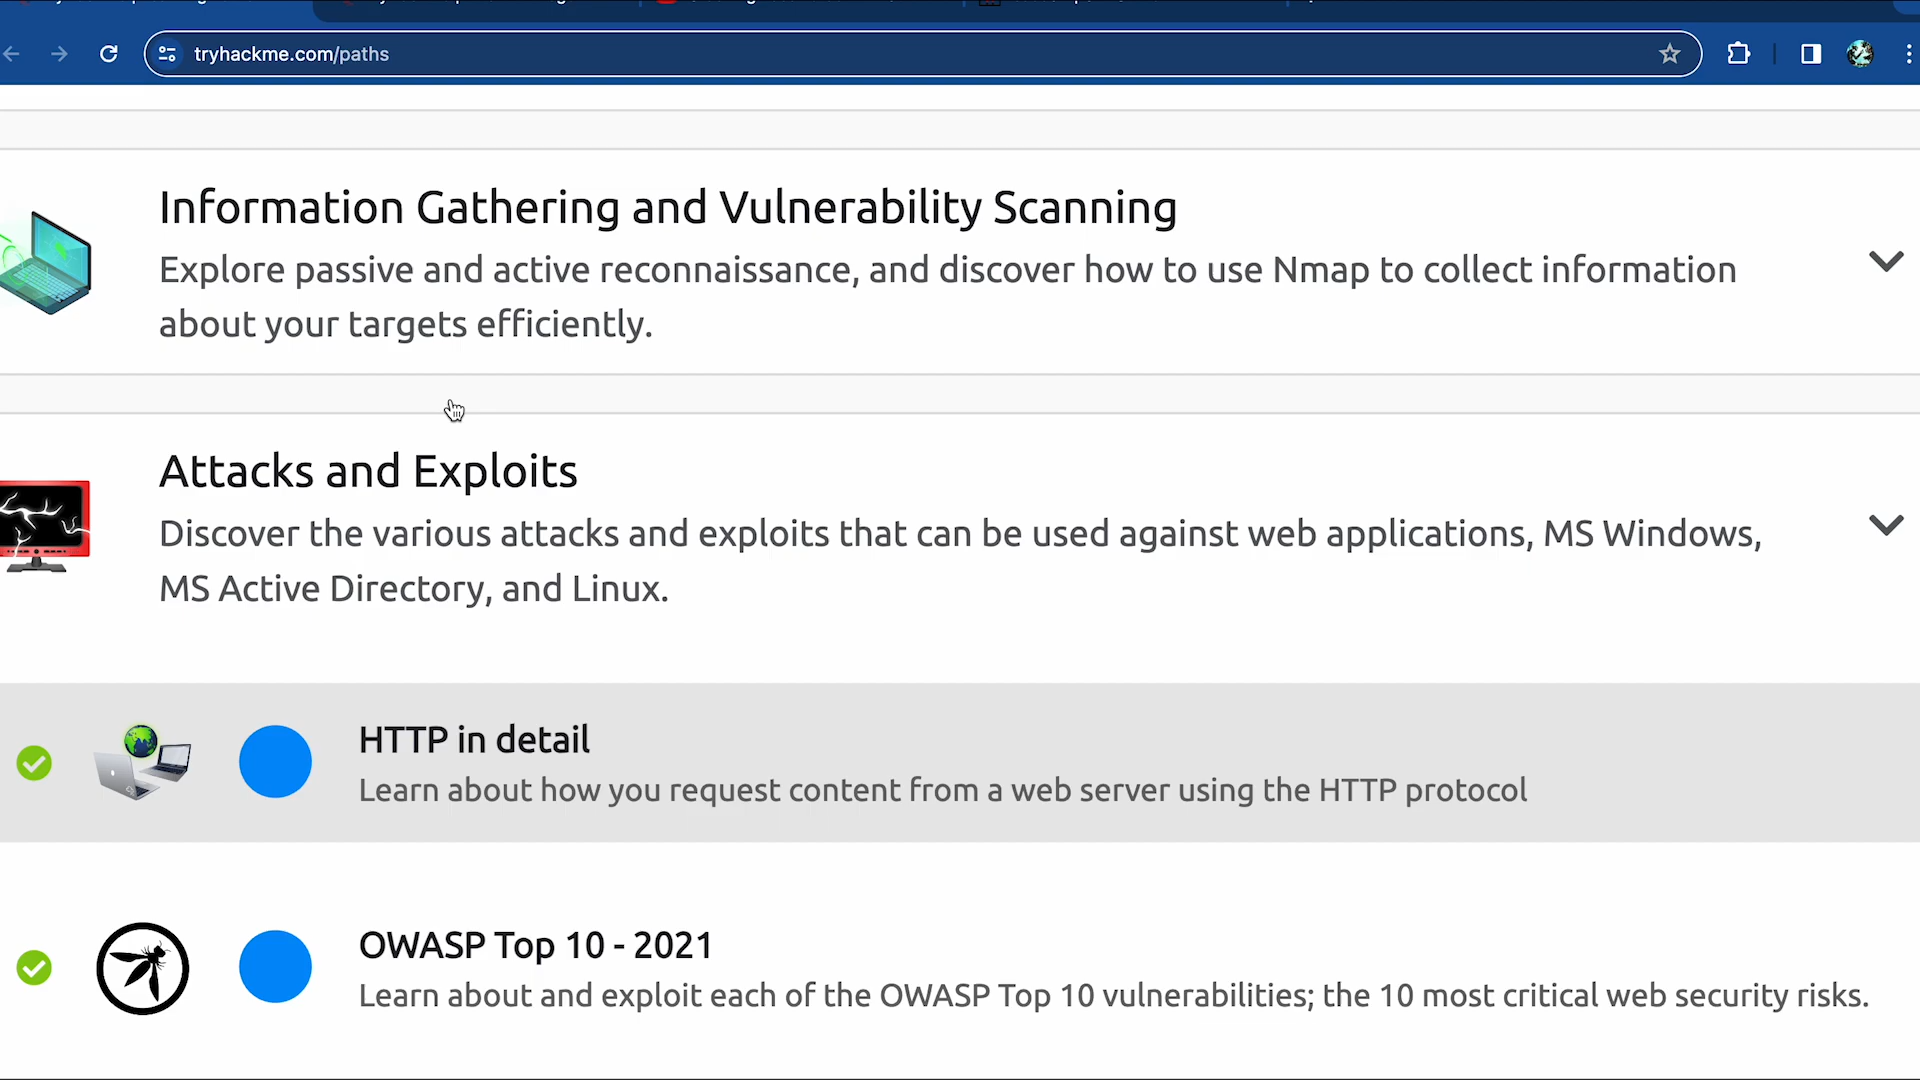 tryhackme.com/paths
Information Gathering and Vulnerability Scanning
Explore passive and active reconnaissance, and discover how to use Nmap to collect information
about your targets efficiently.
Attacks and Exploits
Discover the various attacks and exploits that can be used against web applications, MS Windows,
MS Active Directory, and Linux.
HTTP in detail
Learn about how you request content from a web server using the HTTP protocol
OWASP Top 10 - 2021
Learn about and exploit each of the OWASP Top 10 vulnerabilities; the 10 most critical web security risks.